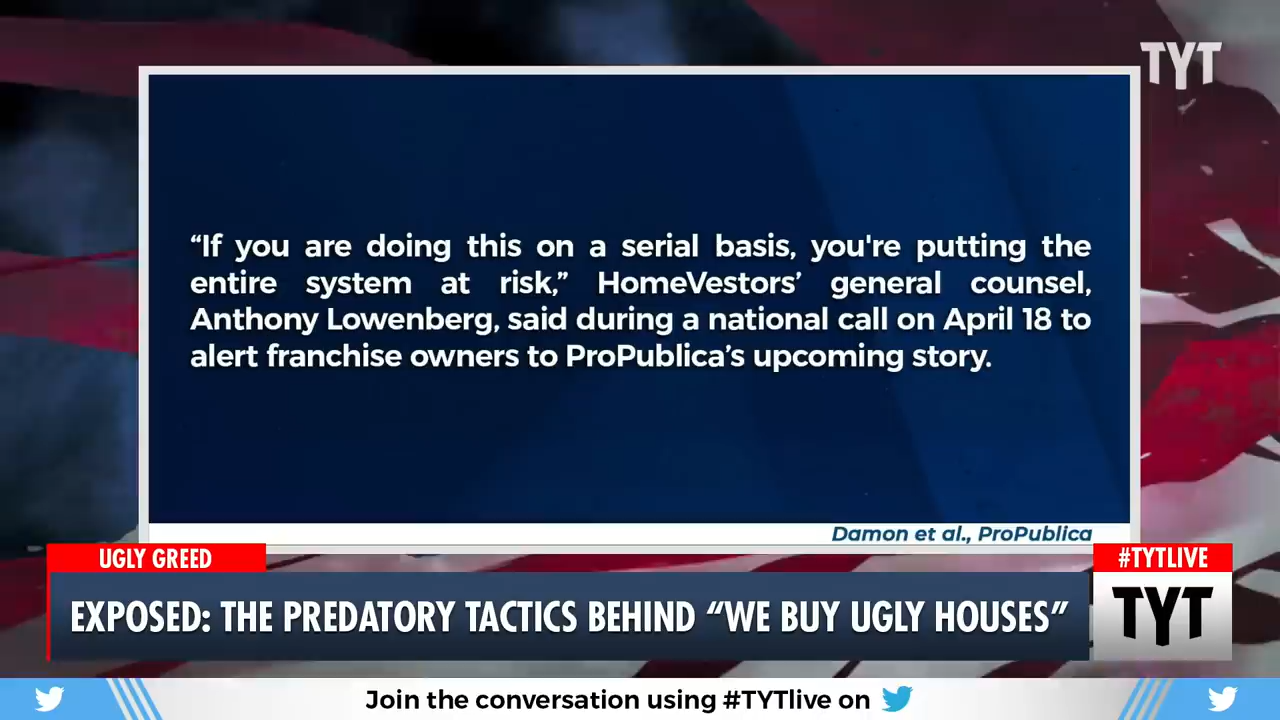 TYT
“If you are doing this on a serial basis, you're putting the
entire system at risk,” HomeVestors’ general counsel,
Anthony Lowenberg, said during a national call on April 18 to
alert franchise owners to ProPublica’s upcoming story.
Damon et al., ProPublica
UGLY GREED
#TYTLIVE
EXPOSED: THE PREDATORY TACTICS BEHIND “WE BUY UGLY HOUSES”
TYT
Join the conversation using #TYTlive on